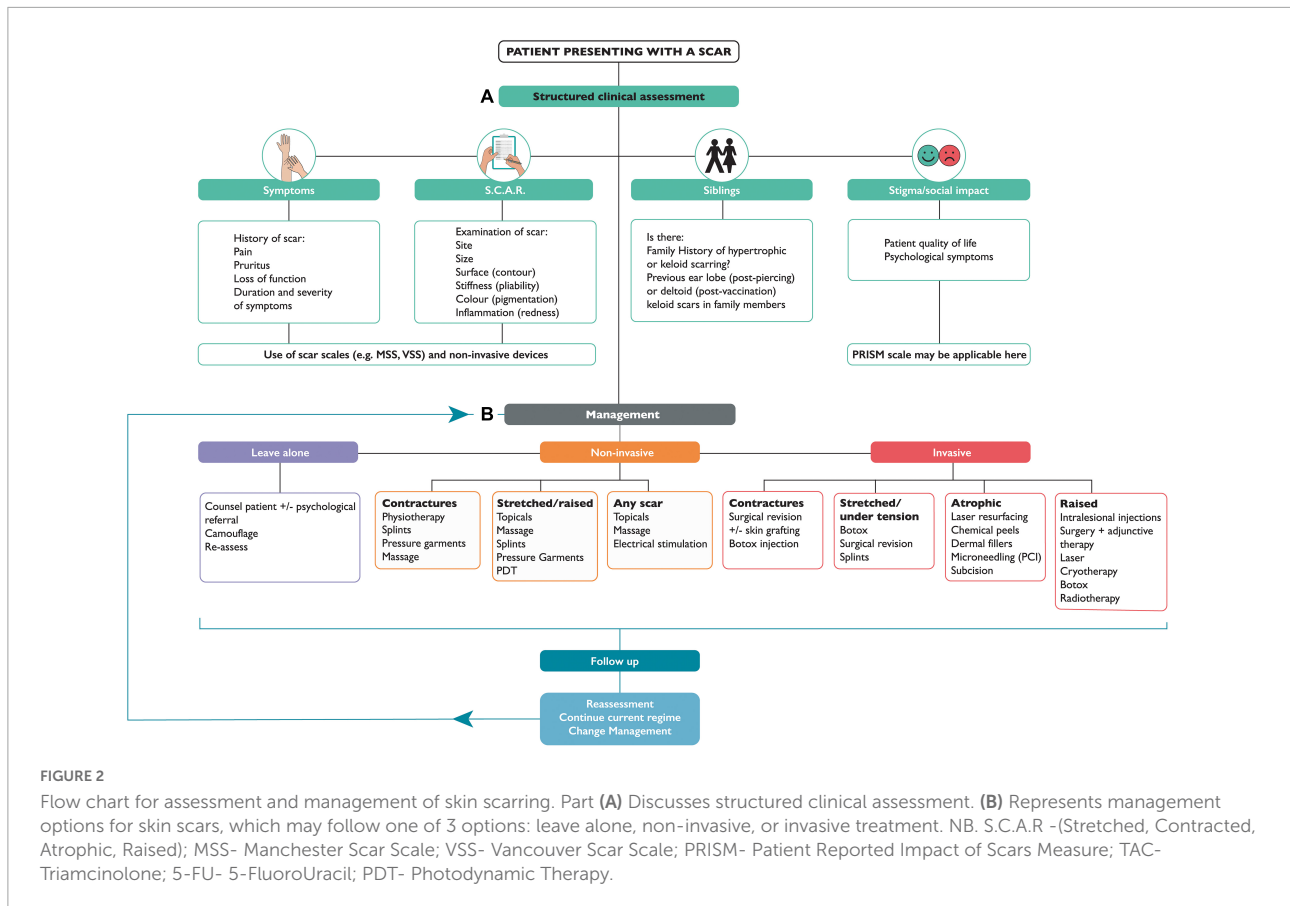 PATIENT PRESENTING WITH A SCAR
A
Structured clinical assessment
Symptoms
History of scar:
Pain
Pruritus
Loss of function
Duration and severity
of symptoms
S.C.A.R.
Examination of scar:
Site
Size
Surface (contour)
Stiffness (pliability)
Colour (pigmentation)
Inflammation (redness)
Use of scar scales (e.g. MSS, VSS) and non-invasive devices
Siblings
Is there:
Family History of hypertrophic
or keloid scarring?
Previous ear lobe (post-piercing)
or deltoid (post-vaccination)
keloid scars in family members
Stigma/social impact
Patient quality of life
Psychological symptoms
PRISM scale may be applicable here
B
Management
Leave alone
Counsel patient +/- psychological
referral
Camouflage
Re-assess
Non-invasive
Contractures
Physiotherapy
Splints
Pressure garments
Massage
Stretched/raised
Topicals
Massage
Splints
Pressure Garments
PDT
Any scar
Topicals
Massage
Electrical stimulation
Invasive
Contractures
Surgical revision
+/- skin grafting
Botox injection
Stretched/
under tension
Botox
Surgical revision
Splints
Atrophic
Laser resurfacing
Chemical peels
Dermal fillers
Microneedling (PCI)
Subcision
Raised
Intralesional injections
Surgery + adjunctive
therapy
Laser
Cryotherapy
Botox
Radiotherapy
Follow up
Reassessment
Continue current regime
Change Management
FIGURE 2
Flow chart for assessment and management of skin scarring. Part (A) Discusses structured clinical assessment. (B) Represents management
options for skin scars, which may follow one of 3 options: leave alone, non-invasive, or invasive treatment. NB. S.C.A.R -(Stretched, Contracted,
Atrophic, Raised); MSS- Manchester Scar Scale; VSS- Vancouver Scar Scale; PRISM- Patient Reported Impact of Scars Measure; TAC-
Triamcinolone; 5-FU- 5-FluoroUracil; PDT- Photodynamic Therapy.